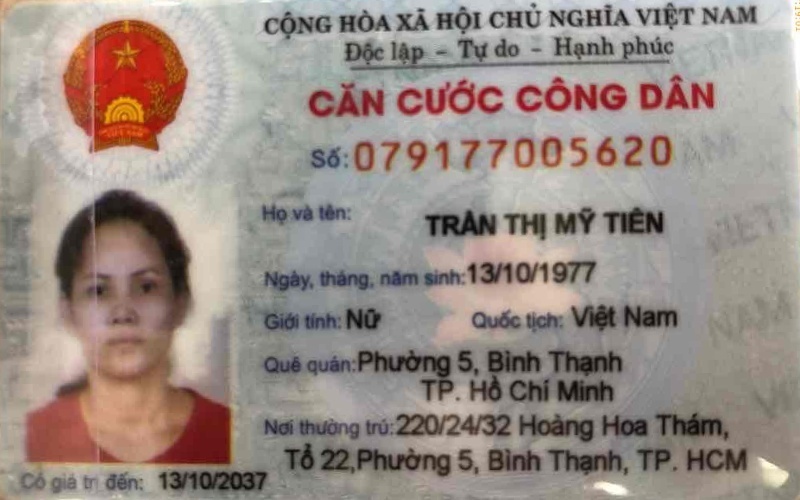 CỘNG HÒA XÃ HỘI CHỦ NGHĨA VIỆT NAM
Độc lập - Tự do - Hạnh phúc
CĂN CƯỚC CÔNG DÂN
Số: 079177005620
Họ và tên: TRẦN THỊ MỸ TIÊN
Ngày, tháng, năm sinh: 13/10/1977
Giới tính: Nữ Quốc tịch: Việt Nam
Quê quán: Phường 5, Bình Thạnh
TP. Hồ Chí Minh
Nơi thường trú: 220/24/32 Hoàng Hoa Thám,
Tổ 22,Phường 5, Bình Thạnh, TP. HCM
Có giá trị đến: 13/10/2037